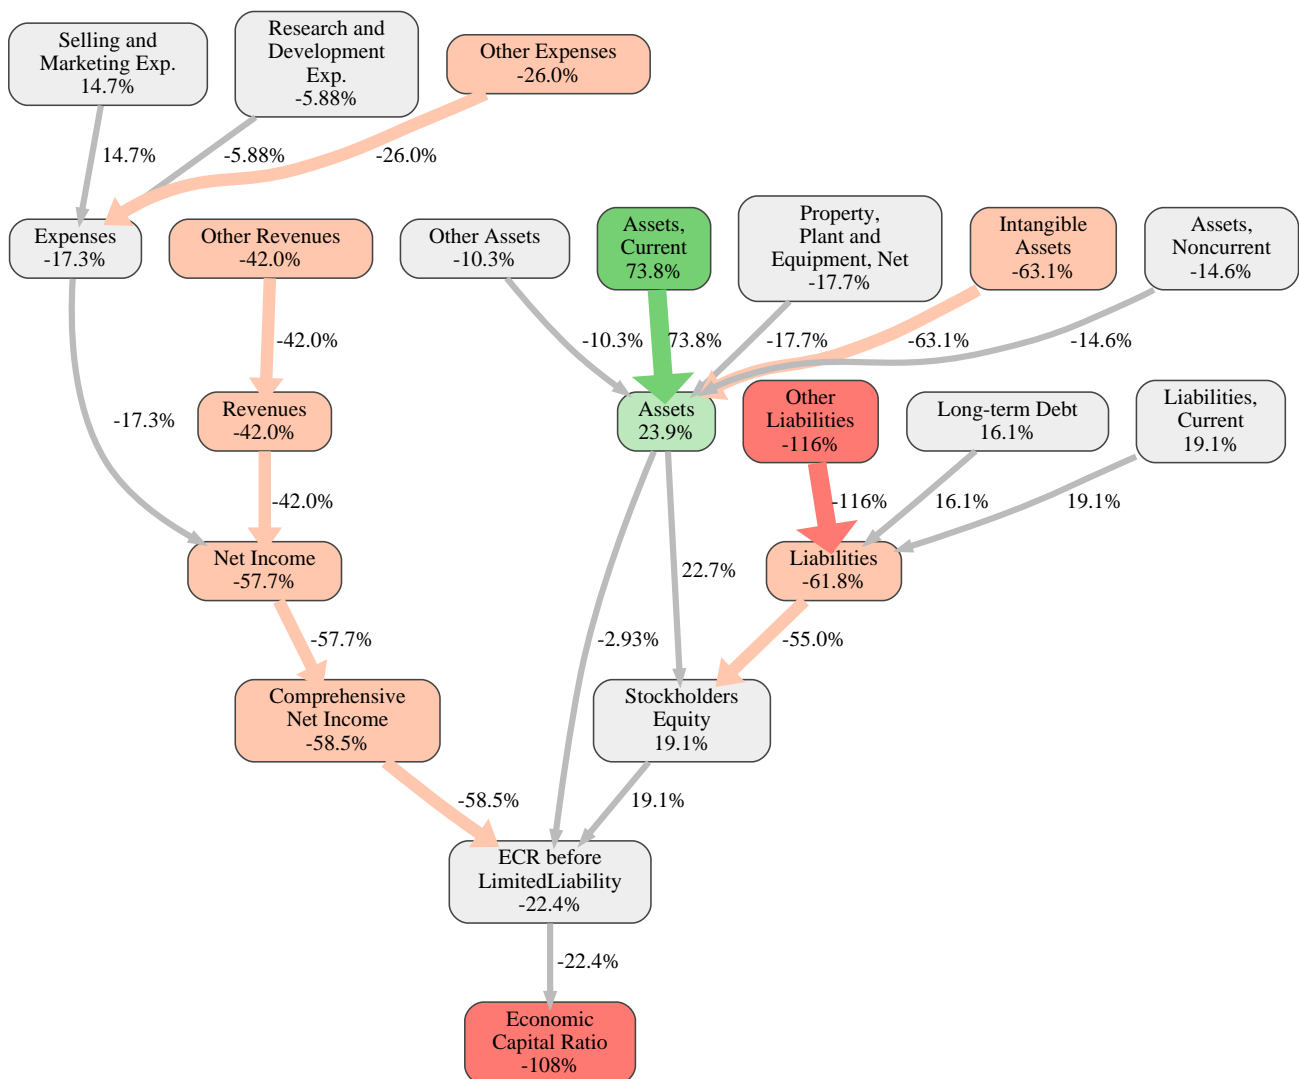 Selling and
Marketing Exp.
14.7%
Research and
Development
Exp.
-5.88%
Other Expenses
-26.0%
14.7%
-5.88%
-26.0%
Expenses
-17.3%
Other Revenues
-42.0%
Other Assets
-10.3%
Assets,
Current
73.8%
Property,
Plant and
Equipment, Net
-17.7%
Intangible
Assets
-63.1%
Assets,
Noncurrent
-14.6%
-42.0%
-10.3%
73.8%
-17.7%
-63.1%
-14.6%
-17.3%
Revenues
-42.0%
Assets
23.9%
Other
Liabilities
-116%
Long-term Debt
16.1%
Liabilities,
Current
19.1%
-42.0%
-116%
16.1%
19.1%
Net Income
-57.7%
22.7%
Liabilities
-61.8%
-57.7%
-2.93%
-55.0%
Comprehensive
Net Income
-58.5%
Stockholders
Equity
19.1%
-58.5%
19.1%
ECR before
LimitedLiability
-22.4%
-22.4%
Economic
Capital Ratio
-108%